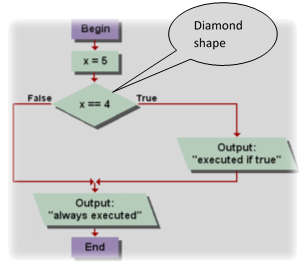 Begin
Diamond
shape
x = 5
x == 4
False
True
Output:
"executed if true"
Output:
"always executed"
End